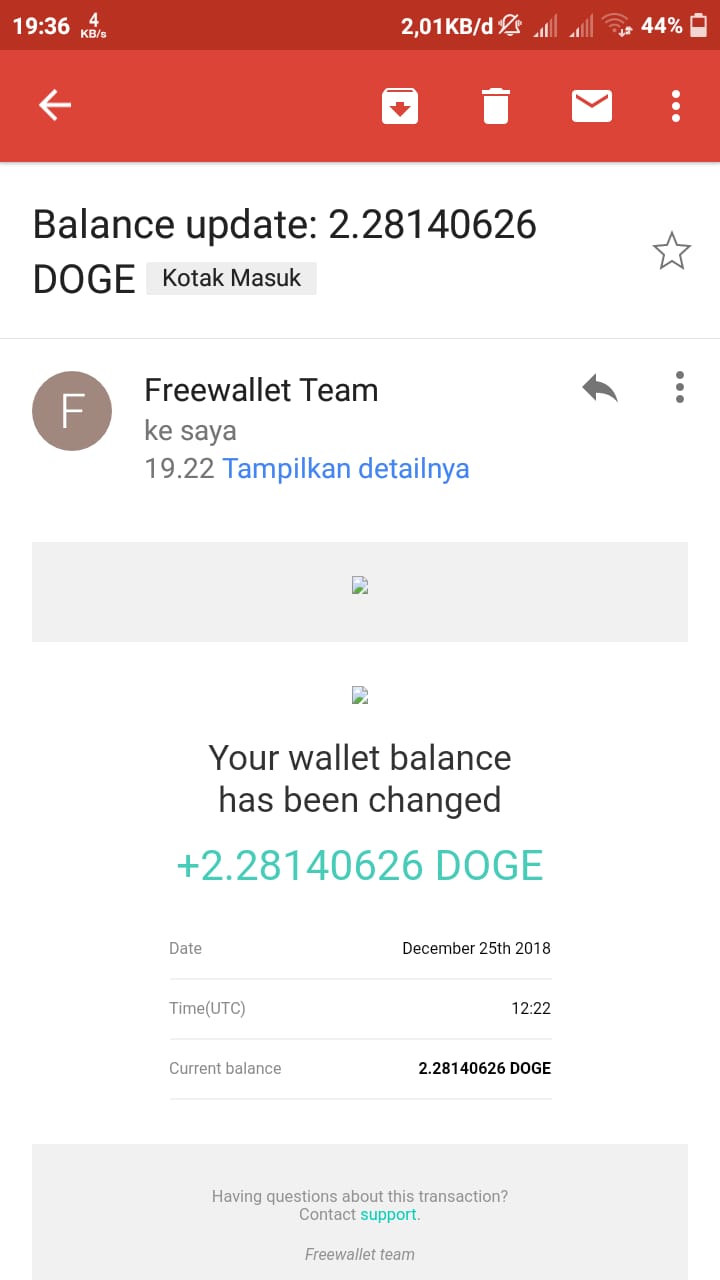 19:36 4 KB/s 2,01KB/d 44%
Balance update: 2.28140626
DOGE Kotak Masuk
F
Freewallet Team
ke saya
19.22 Tampilkan detailnya
Your wallet balance
has been changed
+2.28140626 DOGE
Date December 25th 2018
Time(UTC) 12:22
Current balance 2.28140626 DOGE
Having questions about this transaction?
Contact support.
Freewallet team